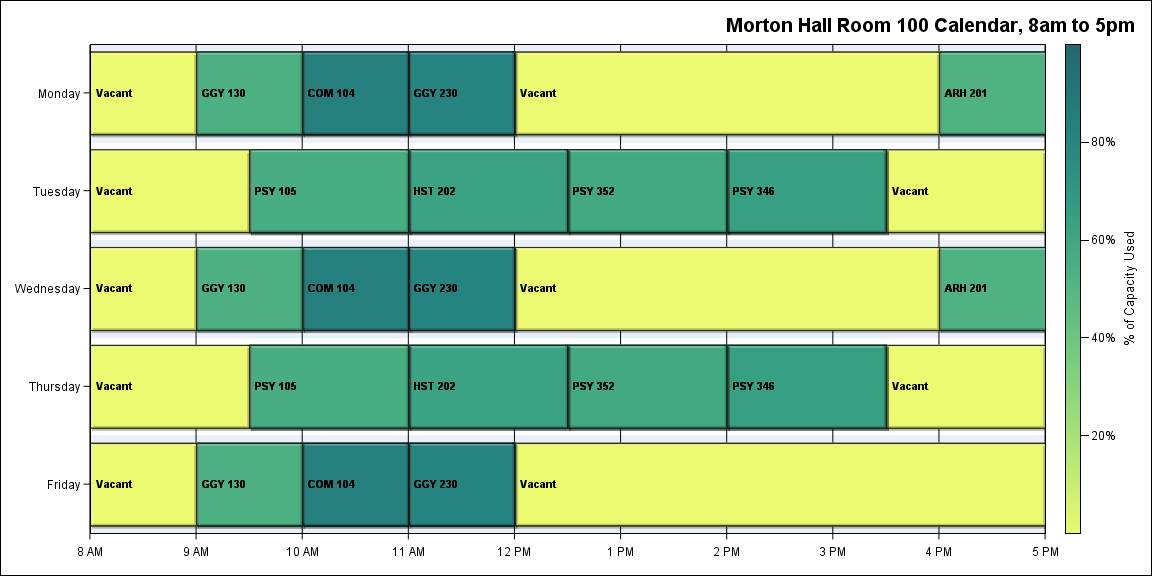 Morton Hall Room 100 Calendar, 8am to 5pm
Monday
Vacant
GGY 130
COM 104
GGY 230
Vacant
ARH 201
Tuesday
Vacant
PSY 105
HST 202
PSY 352
PSY 346
Vacant
Wednesday
Vacant
GGY 130
COM 104
GGY 230
Vacant
ARH 201
Thursday
Vacant
PSY 105
HST 202
PSY 352
PSY 346
Vacant
Friday
Vacant
GGY 130
COM 104
GGY 230
Vacant
8 AM
9 AM
10 AM
11 AM
12 PM
1 PM
2 PM
3 PM
4 PM
5 PM
80%
60%
40%
20%
% of Capacity Used